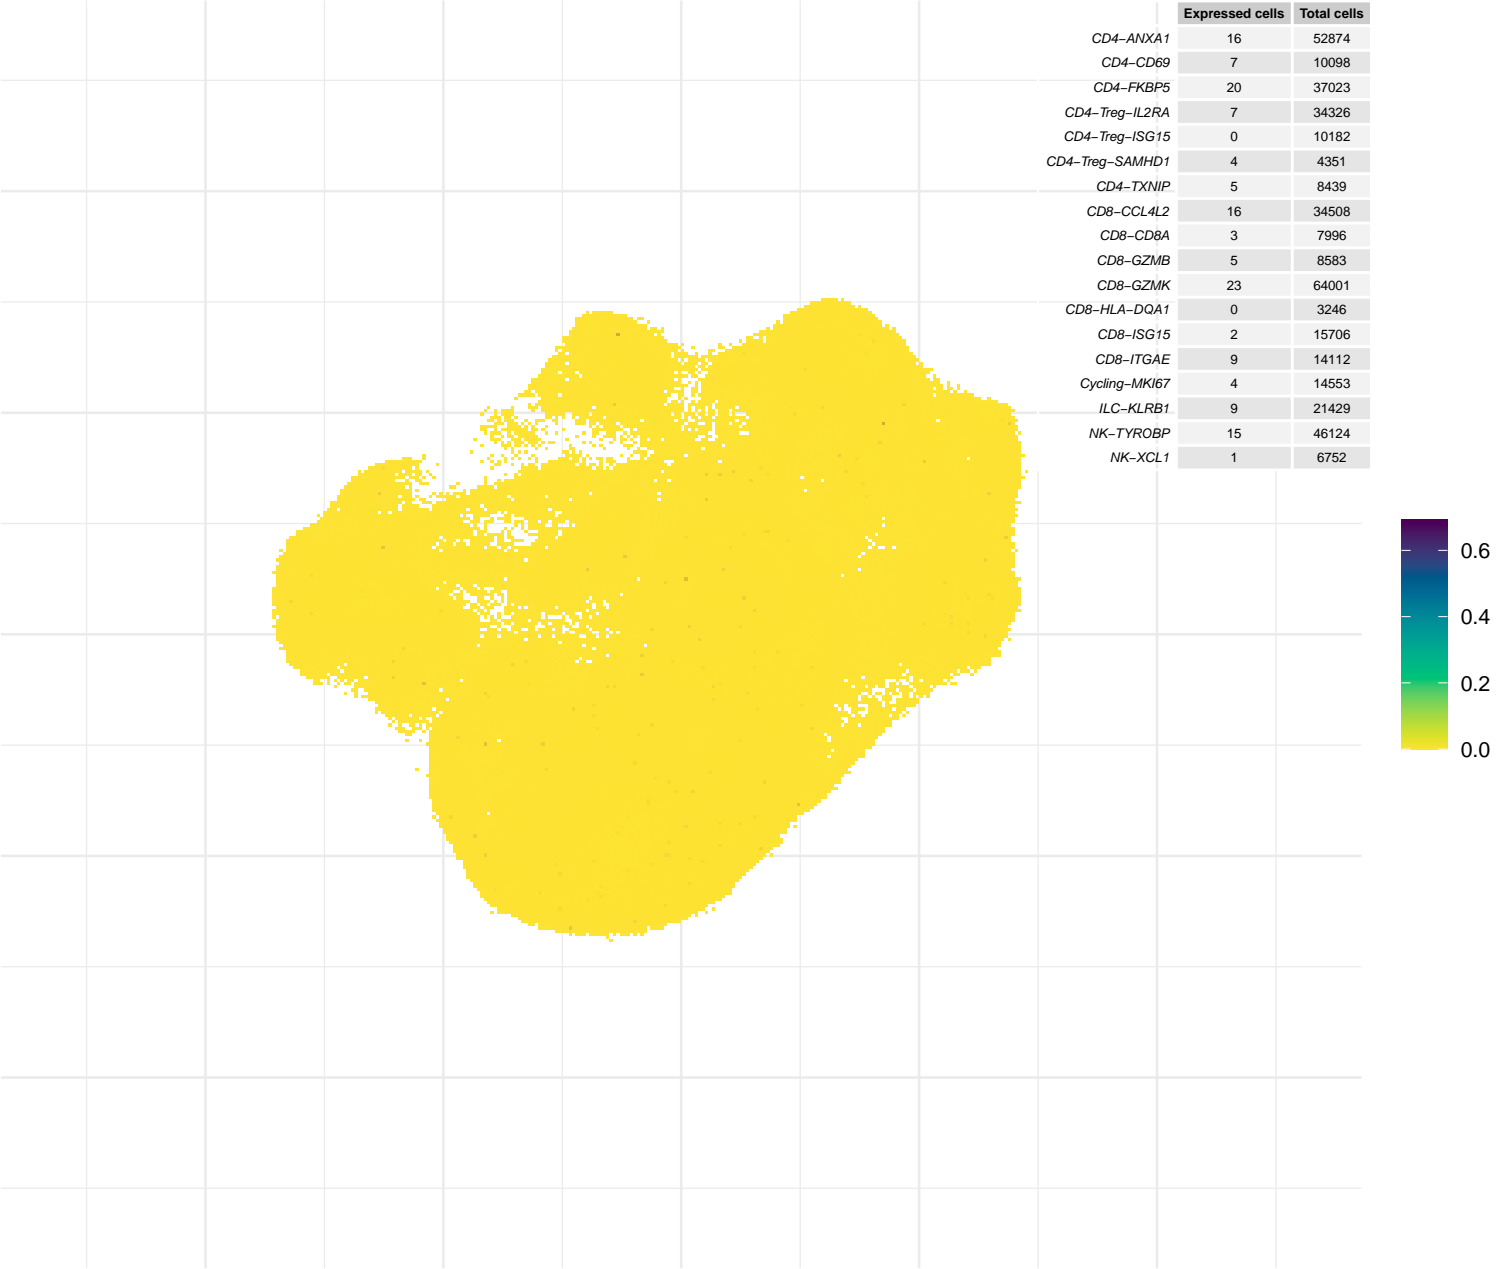 Expressed cells Total cells
CD4−ANXA1 16 52874
CD4−CD69 7 10098
CD4−FKBP5 20 37023
CD4−Treg−IL2RA 7 34326
CD4−Treg−ISG15 0 10182
CD4−Treg−SAMHD1 4 4351
CD4−TXNIP 5 8439
CD8−CCL4L2 16 34508
CD8−CD8A 3 7996
CD8−GZMB 5 8583
CD8−GZMK 23 64001
CD8−HLA−DQA1 0 3246
CD8−ISG15 2 15706
CD8−ITGAE 9 14112
Cycling−MKI67 4 14553
ILC−KLRB1 9 21429
NK−TYROBP 15 46124
NK−XCL1 1 6752
0.6
0.4
0.2
0.0